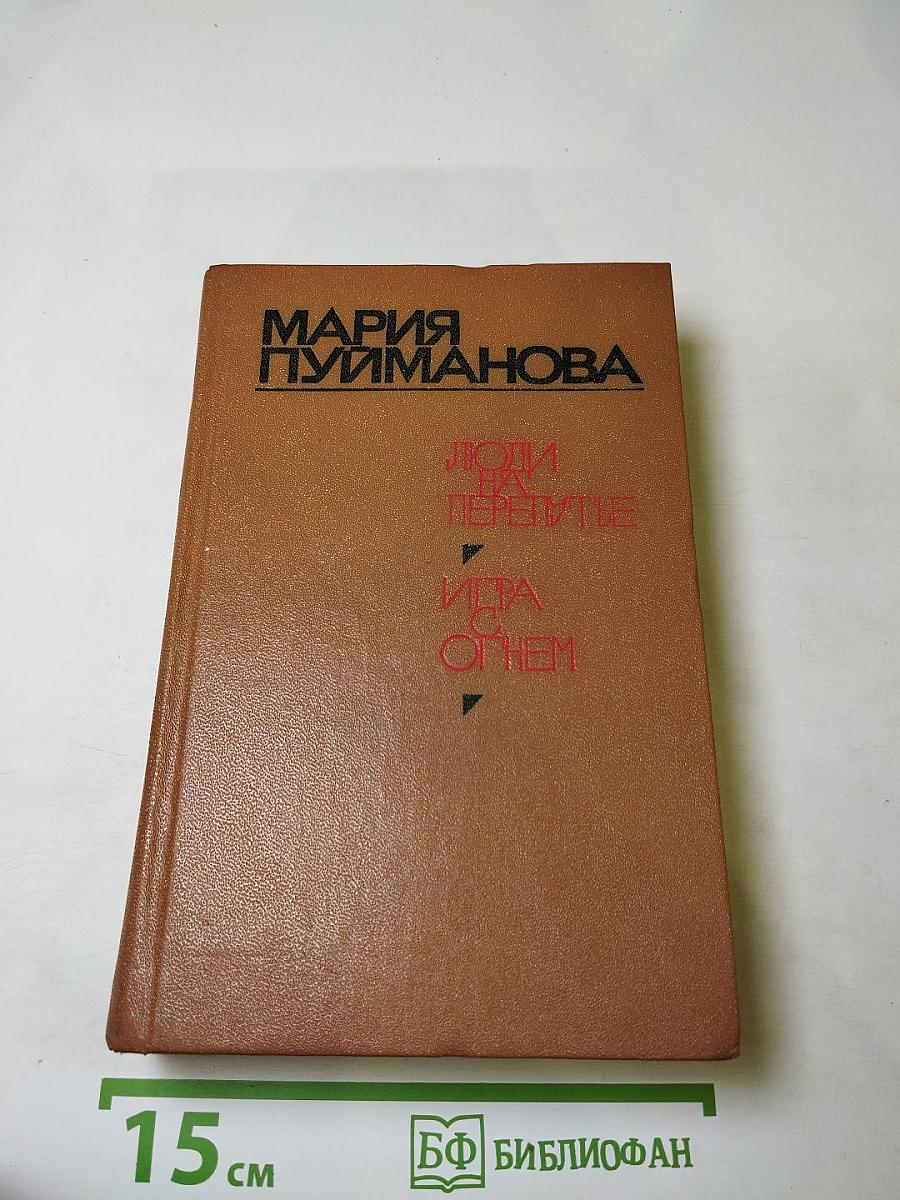 МАРИЯ
ПУЙМАНОВА
ЛЮДИ
НА
ПЕРЕПУТЬЕ
ИГРА
С
ОГНЕМ
15 см
БФ БИБЛИОФАН